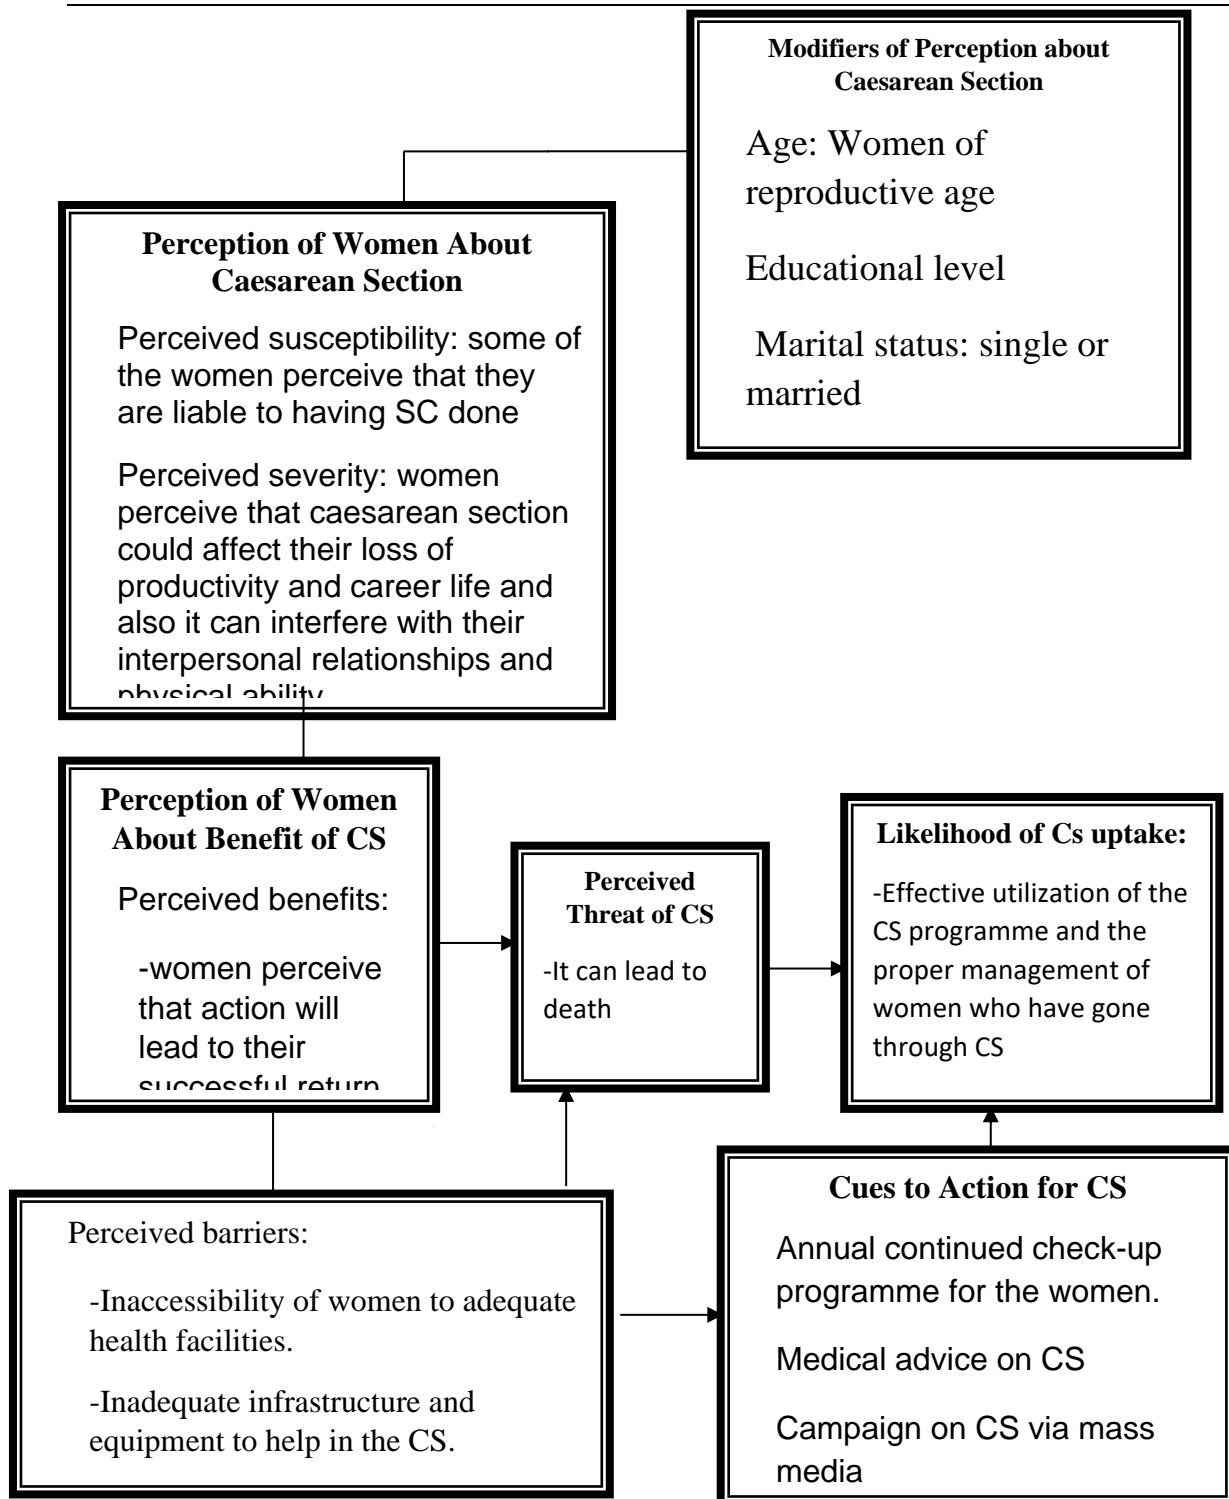 Modifiers of Perception about
Caesarean Section
Age: Women of
reproductive age
Educational level
Marital status: single or
married
Perception of Women About
Caesarean Section
Perceived susceptibility: some of
the women perceive that they
are liable to having SC done
Perceived severity: women
perceive that caesarean section
could affect their loss of
productivity and career life and
also it can interfere with their
interpersonal relationships and
physical ability
Perception of Women
About Benefit of CS
Perceived benefits:
-women perceive
that action will
lead to their
successful return
Perceived
Threat of CS
-It can lead to
death
Likelihood of Cs uptake:
-Effective utilization of the
CS programme and the
proper management of
women who have gone
through CS
Perceived barriers:
-Inaccessibility of women to adequate
health facilities.
-Inadequate infrastructure and
equipment to help in the CS.
Cues to Action for CS
Annual continued check-up
programme for the women.
Medical advice on CS
Campaign on CS via mass
media